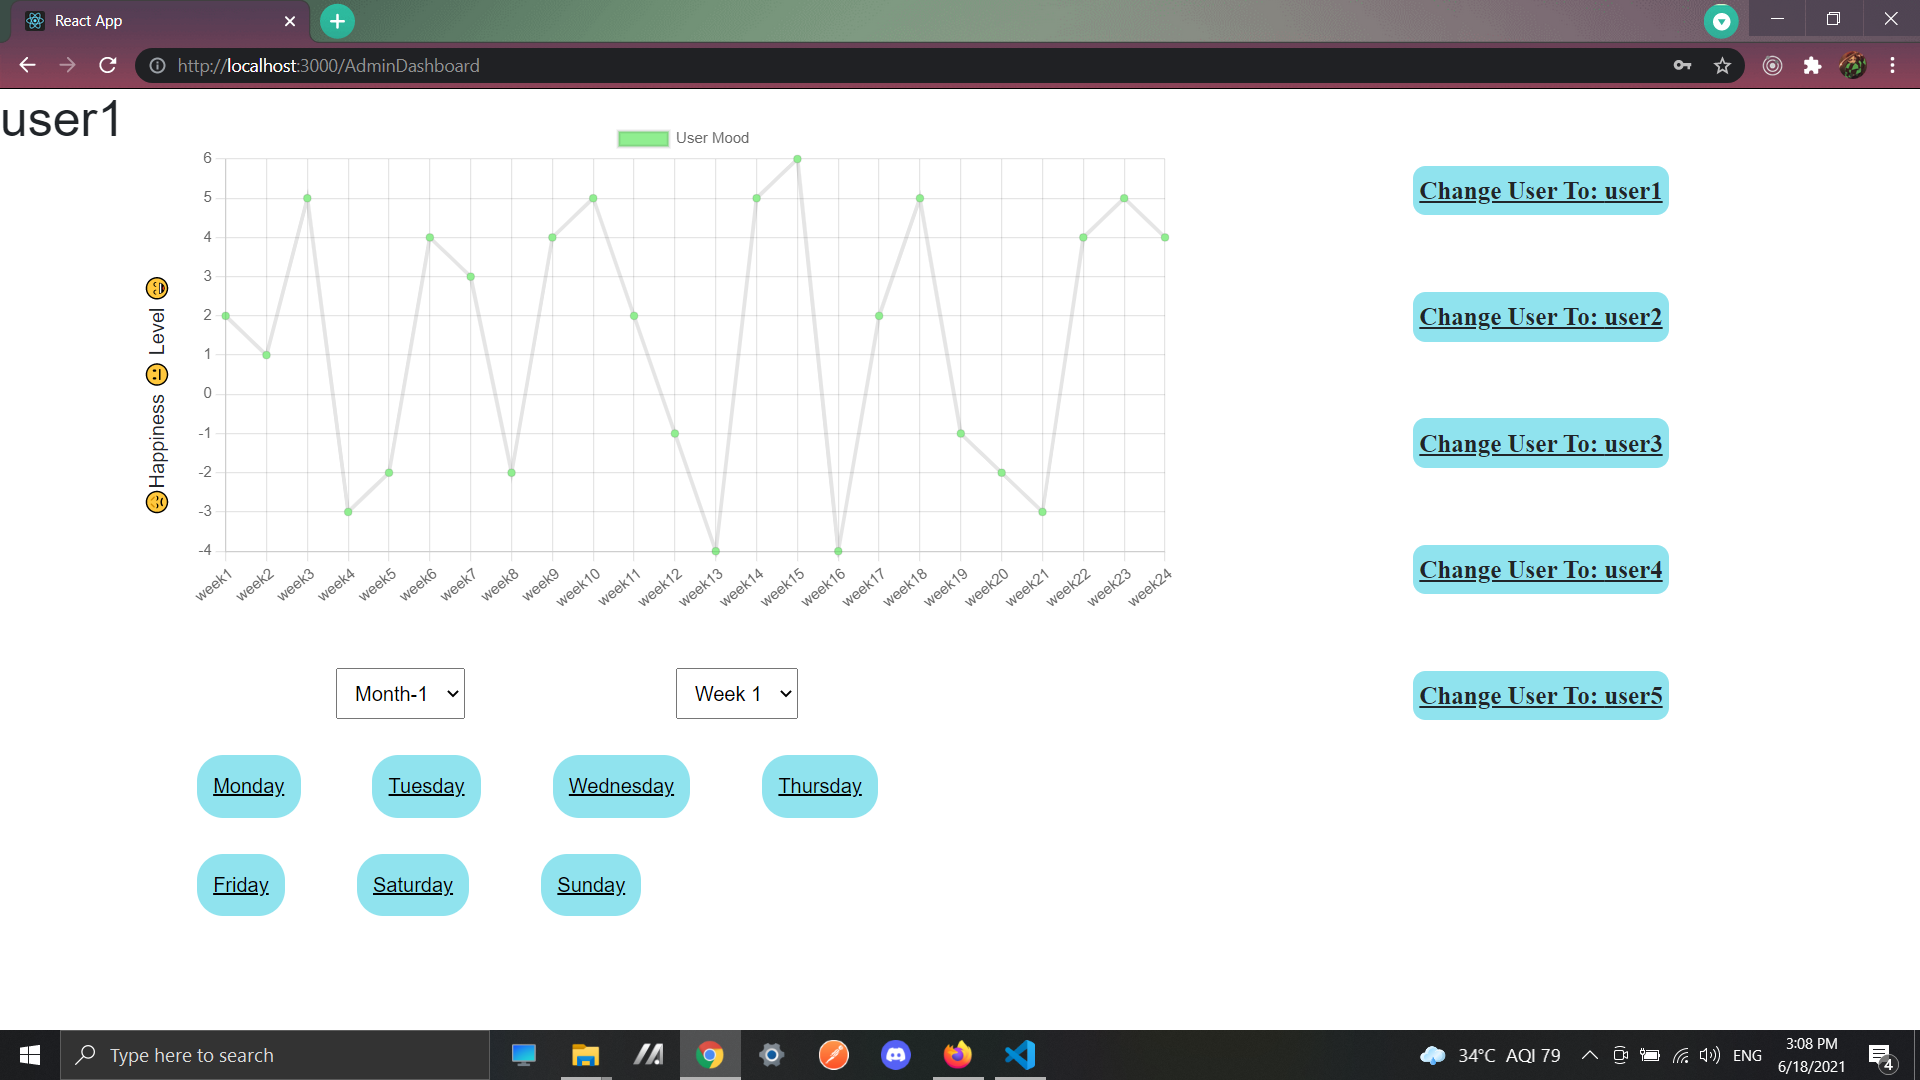 React App
http://localhost:3000/AdminDashboard
user1
User Mood
6
5
4
3
2
1
0
-1
-2
-3
-4
Happiness Level
week1 week2 week3 week4 week5 week6 week7 week8 week9 week10 week11 week12 week13 week14 week15 week16 week17 week18 week19 week20 week21 week22 week23 week24
Change User To: user1
Change User To: user2
Change User To: user3
Change User To: user4
Change User To: user5
Month-1 Week 1
Monday Tuesday Wednesday Thursday
Friday Saturday Sunday
Type here to search
34°C AQI 79
ENG
3:08 PM
6/18/2021
4